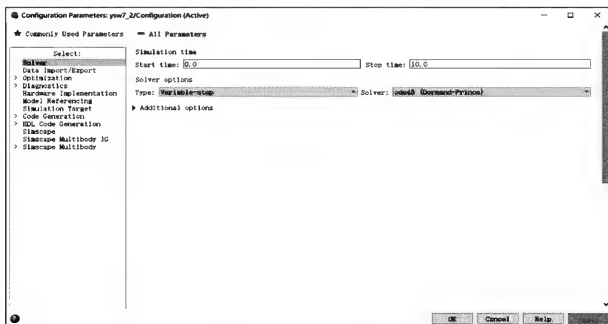 Configuration Parameters: ysw7_2/Configuration (Active)
★ Commonly Used Parameters
All Parameters
Select:
Solver
Data Import/Export
> Optimization
> Diagnostics
Hardware Implementation
Model Referencing
Simulation Target
> Code Generation
> HDL Code Generation
Simscape
Simscape Multibody 1G
> Simscape Multibody
Simulation time
Start time: 0.0
Stop time: 10.0
Solver options
Type: Variable-step
Solver: ode45 (Dormand-Prince)
Additional options
OK
Cancel
Help